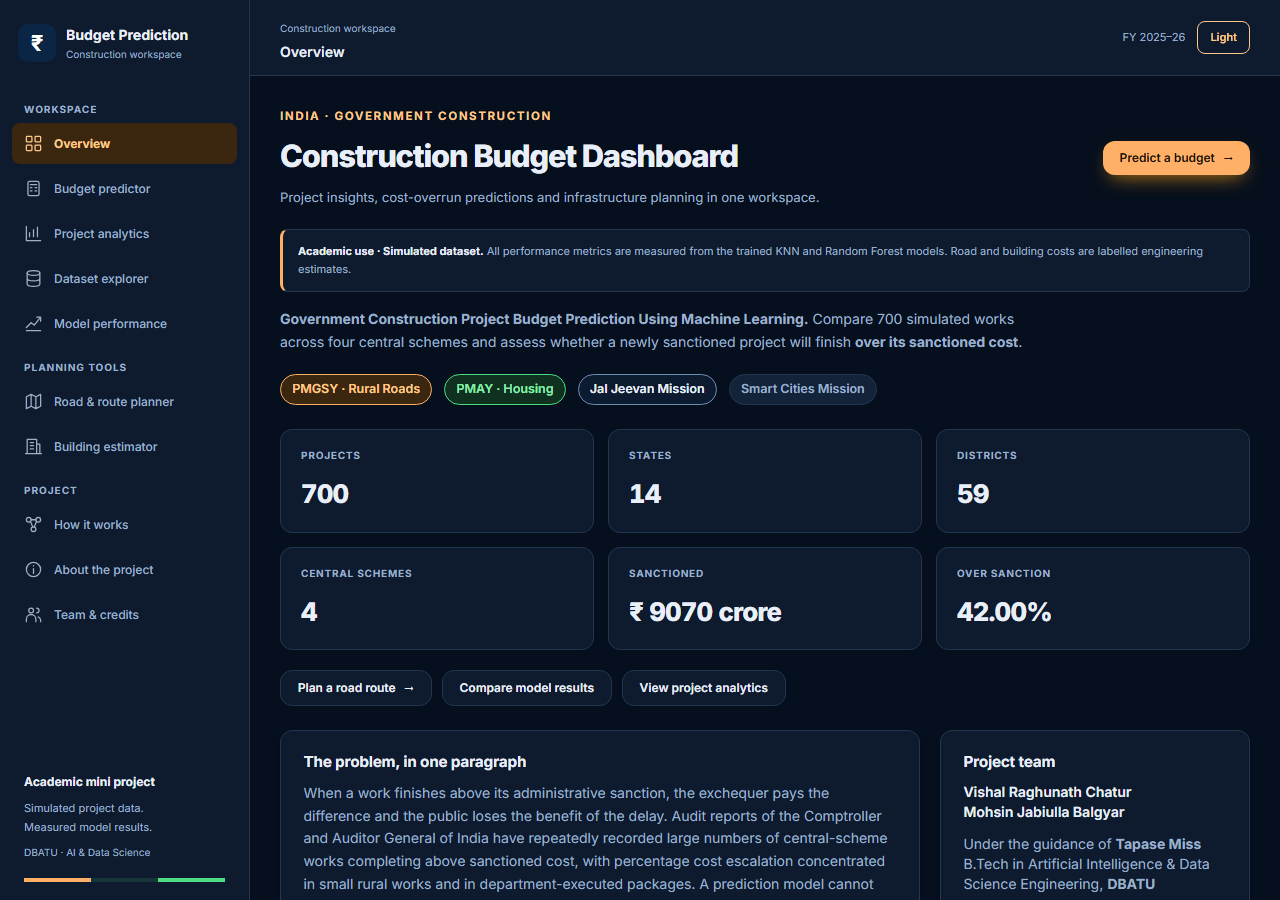 ₹
Budget Prediction
Construction workspace
WORKSPACE
Overview
Budget predictor
Project analytics
Dataset explorer
Model performance
PLANNING TOOLS
Road & route planner
Building estimator
PROJECT
How it works
About the project
Team & credits
Academic mini project
Simulated project data.
Measured model results.
DBATU · AI & Data Science
Construction workspace
Overview
FY 2025–26
Light
INDIA · GOVERNMENT CONSTRUCTION
Construction Budget Dashboard
Predict a budget →
Project insights, cost-overrun predictions and infrastructure planning in one workspace.
Academic use · Simulated dataset. All performance metrics are measured from the trained KNN and Random Forest models. Road and building costs are labelled engineering
estimates.
Government Construction Project Budget Prediction Using Machine Learning. Compare 700 simulated works
across four central schemes and assess whether a newly sanctioned project will finish over its sanctioned cost.
PMGSY · Rural Roads
PMAY · Housing
Jal Jeevan Mission
Smart Cities Mission
PROJECTS
700
STATES
14
DISTRICTS
59
CENTRAL SCHEMES
4
SANCTIONED
₹ 9070 crore
OVER SANCTION
42.00%
Plan a road route →
Compare model results
View project analytics
The problem, in one paragraph
When a work finishes above its administrative sanction, the exchequer pays the
difference and the public loses the benefit of the delay. Audit reports of the Comptroller
and Auditor General of India have repeatedly recorded large numbers of central-scheme
works completing above sanctioned cost, with percentage cost escalation concentrated
in small rural works and in department-executed packages. A prediction model cannot
Project team
Vishal Raghunath Chatur
Mohsin Jabiulla Balgyar
Under the guidance of Tapase Miss
B.Tech in Artificial Intelligence & Data
Science Engineering, DBATU